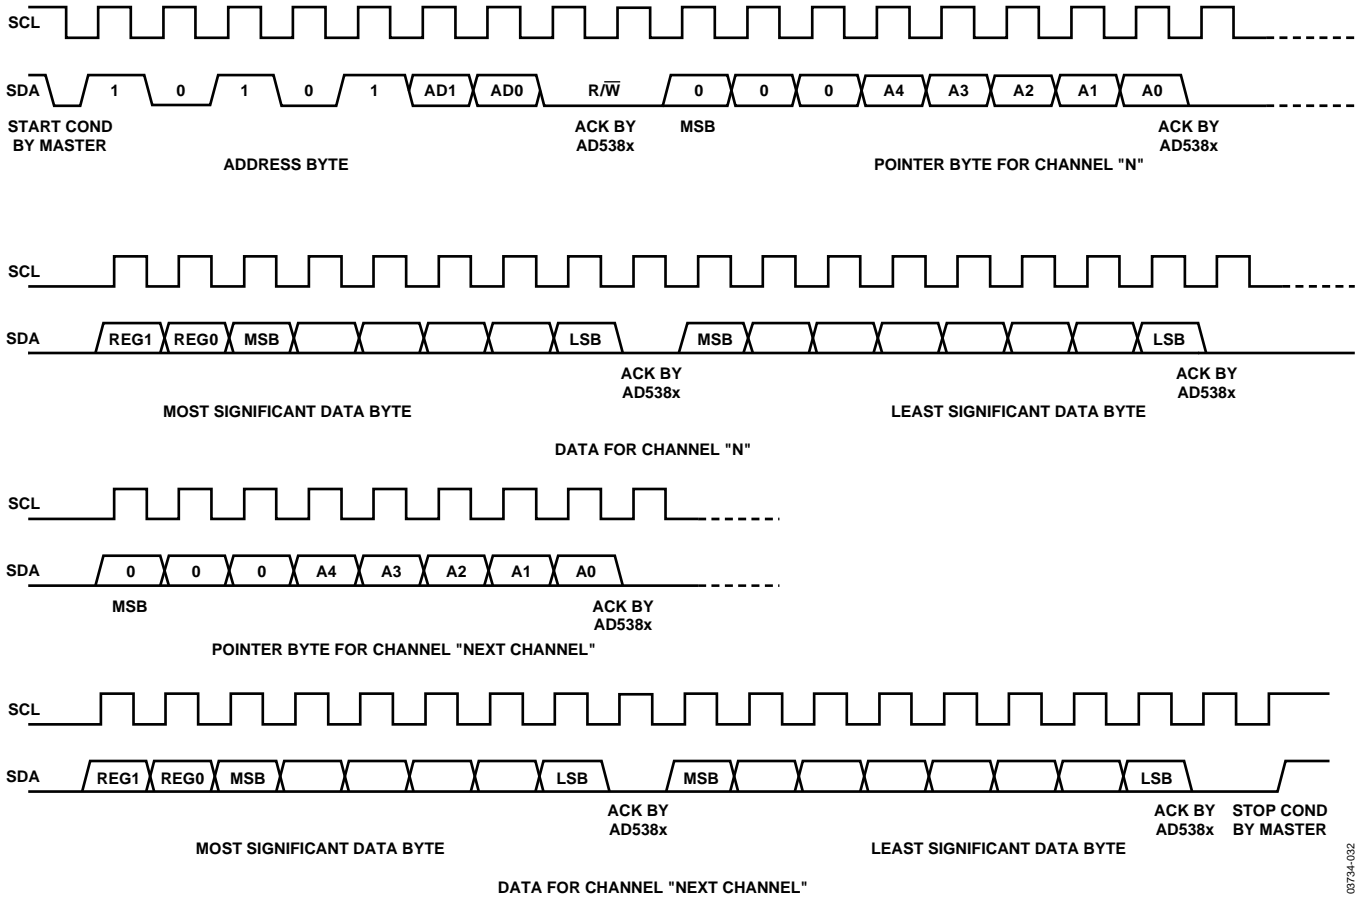 SCL
SDA 1 0 1 0 1 AD1 AD0 R/W̅ 0 0 0 A4 A3 A2 A1 A0
START COND BY MASTER
ACK BY AD538x
MSB
ACK BY AD538x
ADDRESS BYTE
POINTER BYTE FOR CHANNEL "N"
SCL
SDA REG1 REG0 MSB LSB MSB LSB
ACK BY AD538x
ACK BY AD538x
MOST SIGNIFICANT DATA BYTE
LEAST SIGNIFICANT DATA BYTE
DATA FOR CHANNEL "N"
SCL
SDA 0 0 0 A4 A3 A2 A1 A0
MSB
ACK BY AD538x
POINTER BYTE FOR CHANNEL "NEXT CHANNEL"
SCL
SDA REG1 REG0 MSB LSB MSB LSB
ACK BY AD538x
ACK BY AD538x
STOP COND BY MASTER
MOST SIGNIFICANT DATA BYTE
LEAST SIGNIFICANT DATA BYTE
DATA FOR CHANNEL "NEXT CHANNEL"
03734-032